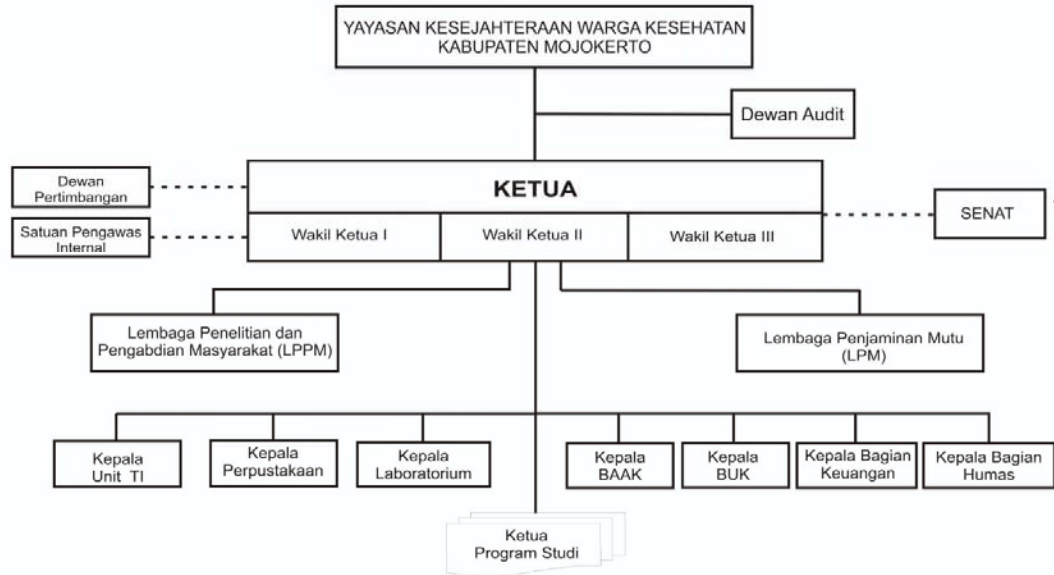 YAYASAN KESEJAHTERAAN WARGA KESEHATAN
KABUPATEN MOJOKERTO
Dewan Audit
Dewan
Pertimbangan
KETUA
SENAT
Satuan Pengawas
Internal
Wakil Ketua I
Wakil Ketua II
Wakil Ketua III
Lembaga Penelitian dan
Pengabdian Masyarakat (LPPM)
Lembaga Penjaminan Mutu
(LPM)
Kepala
Unit TI
Kepala
Perpustakaan
Kepala
Laboratorium
Kepala
BAAK
Kepala
BUK
Kepala Bagian
Keuangan
Kepala Bagian
Humas
Ketua
Program Studi